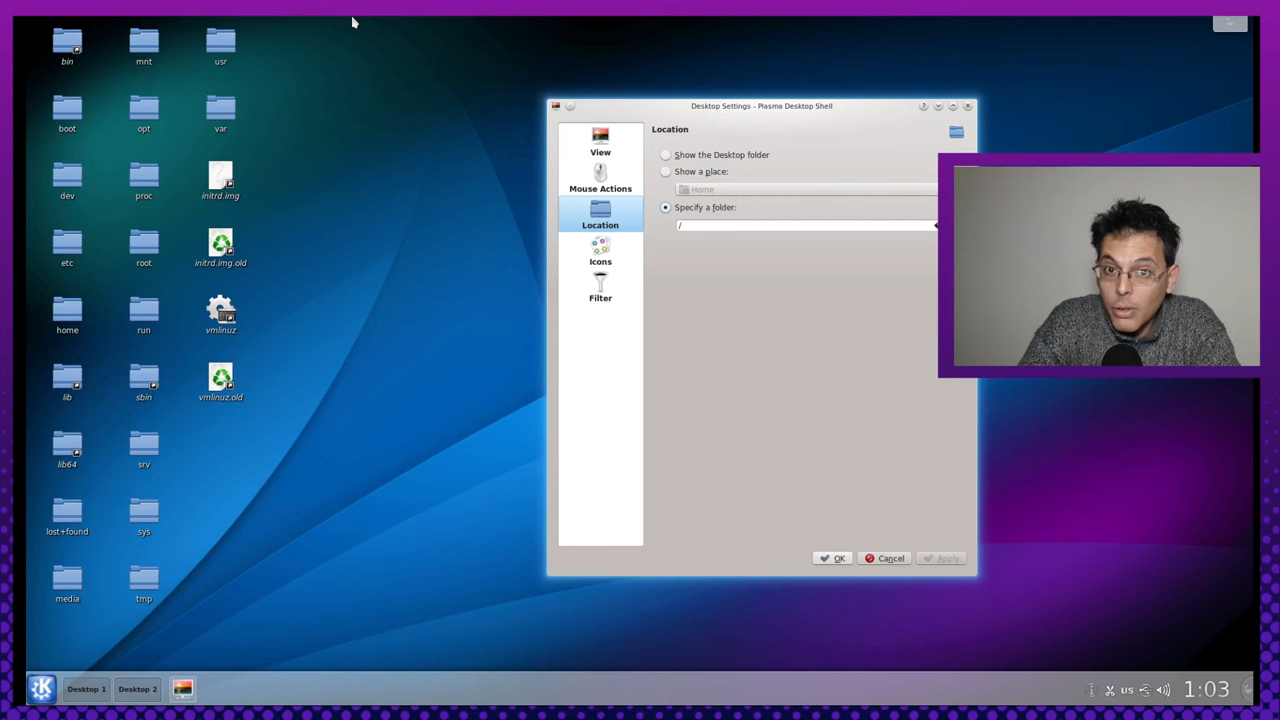 bin
mnt
usr
boot
opt
var
dev
proc
initrd.img
etc
root
initrd.img.old
home
run
vmlinuz
lib
sbin
vmlinuz.old
lib64
srv
lost+found
sys
media
tmp
Desktop Settings - Plasma Desktop Shell
View
Mouse Actions
Location
Icons
Filter
Location
Show the Desktop folder
Show a place:
Home
Specify a folder:
/
OK
Cancel
Apply
Desktop 1
Desktop 2
us
1:03